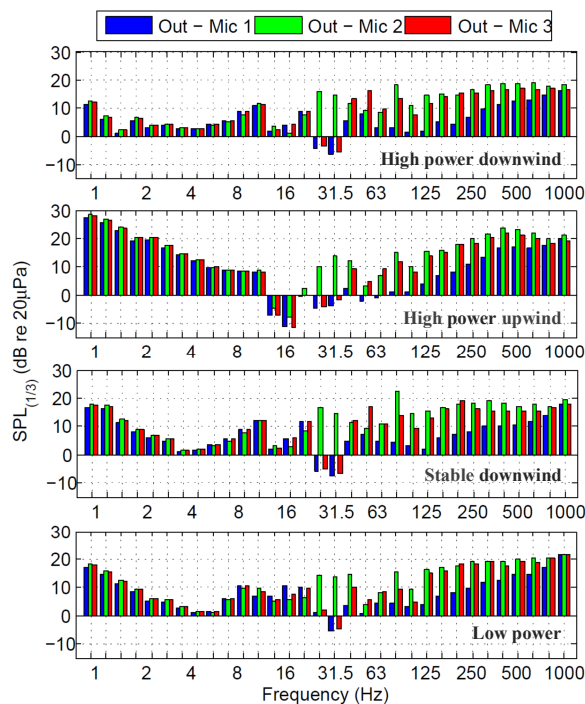 Out − Mic 1 Out − Mic 2 Out − Mic 3
30
20
10
0
−10
High power downwind
1 2 4 8 16 31.5 63 125 250 500 1000
30
20
10
0
−10
High power upwind
1 2 4 8 16 31.5 63 125 250 500 1000
SPL(1/3) (dB re 20μPa)
30
20
10
0
−10
Stable downwind
1 2 4 8 16 31.5 63 125 250 500 1000
30
20
10
0
−10
Low power
1 2 4 8 16 31.5 63 125 250 500 1000
Frequency (Hz)